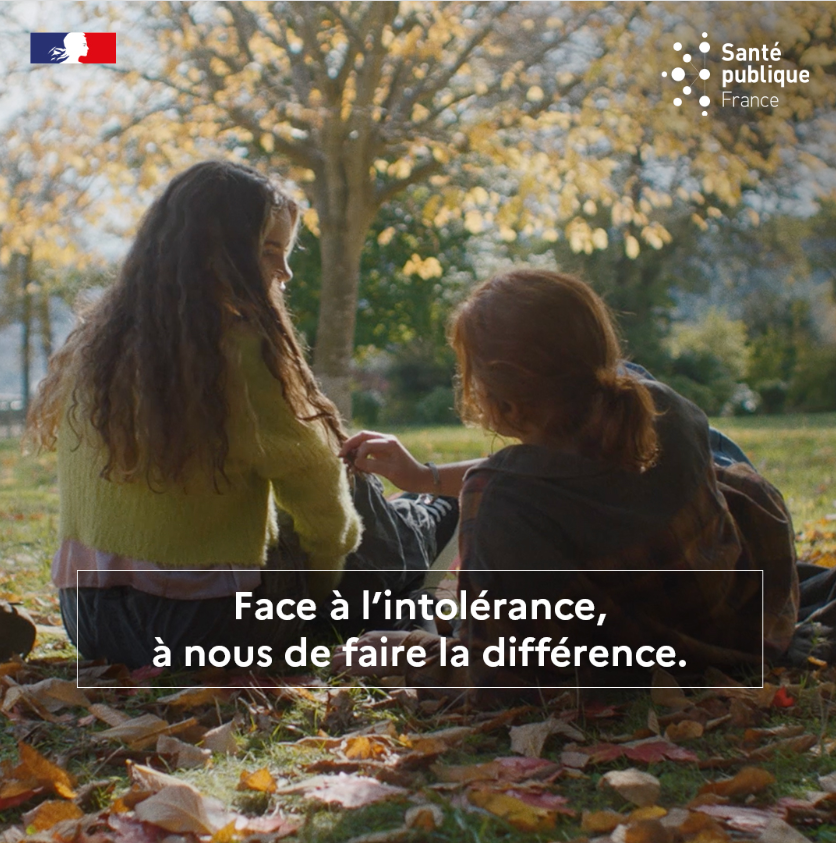 Santé
publique
France
Face à l'intolérance,
à nous de faire la différence.